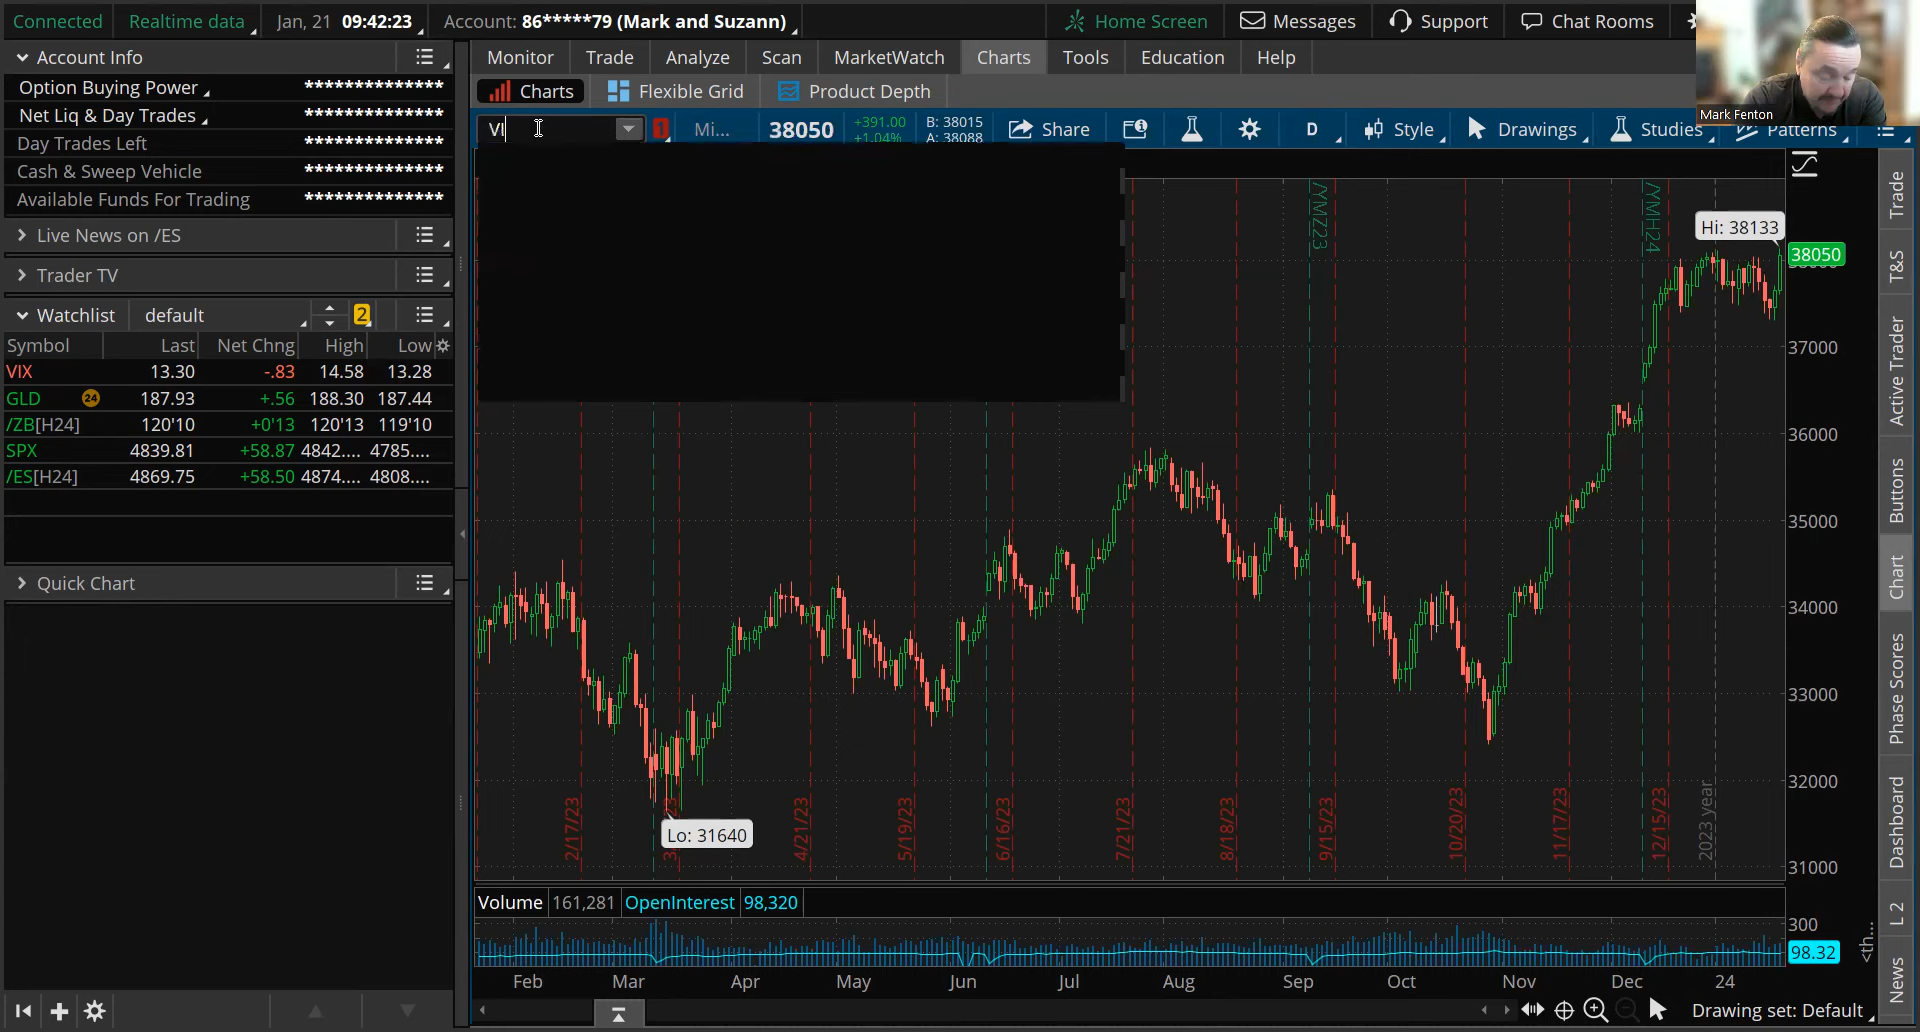 Connected Realtime data Jan, 21 09:42:23 Account: 86*****79 (Mark and Suzann) Home Screen Messages Support Chat Rooms
Account Info
Option Buying Power **************
Net Liq & Day Trades **************
Day Trades Left **************
Cash & Sweep Vehicle **************
Available Funds For Trading **************
Live News on /ES
Trader TV
Watchlist default 2
Symbol Last Net Chng High Low
VIX 13.30 -.83 14.58 13.28
GLD 24 187.93 +.56 188.30 187.44
/ZB[H24] 120'10 +0'13 120'13 119'10
SPX 4839.81 +58.87 4842.... 4785....
/ES[H24] 4869.75 +58.50 4874.... 4808....
Quick Chart
Monitor Trade Analyze Scan MarketWatch Charts Tools Education Help
Charts Flexible Grid Product Depth
VI 1 Mi... 38050 +391.00 B: 38015 Share D Style Drawings Studies Patterns
+1.04% A: 38088
Mark Fenton
/YMZ23
/YMH24
Hi: 38133
38050
37000
36000
35000
34000
33000
32000
31000
Lo: 31640
2/17/23
4/21/23
5/19/23
6/16/23
7/21/23
8/18/23
9/15/23
10/20/23
11/17/23
12/15/23
2023 year
Volume 161,281 OpenInterest 98,320
300
98.32
<th...
Feb Mar Apr May Jun Jul Aug Sep Oct Nov Dec 24
Drawing set: Default
Trade
T&S
Active Trader
Buttons
Chart
Phase Scores
Dashboard
L 2
News